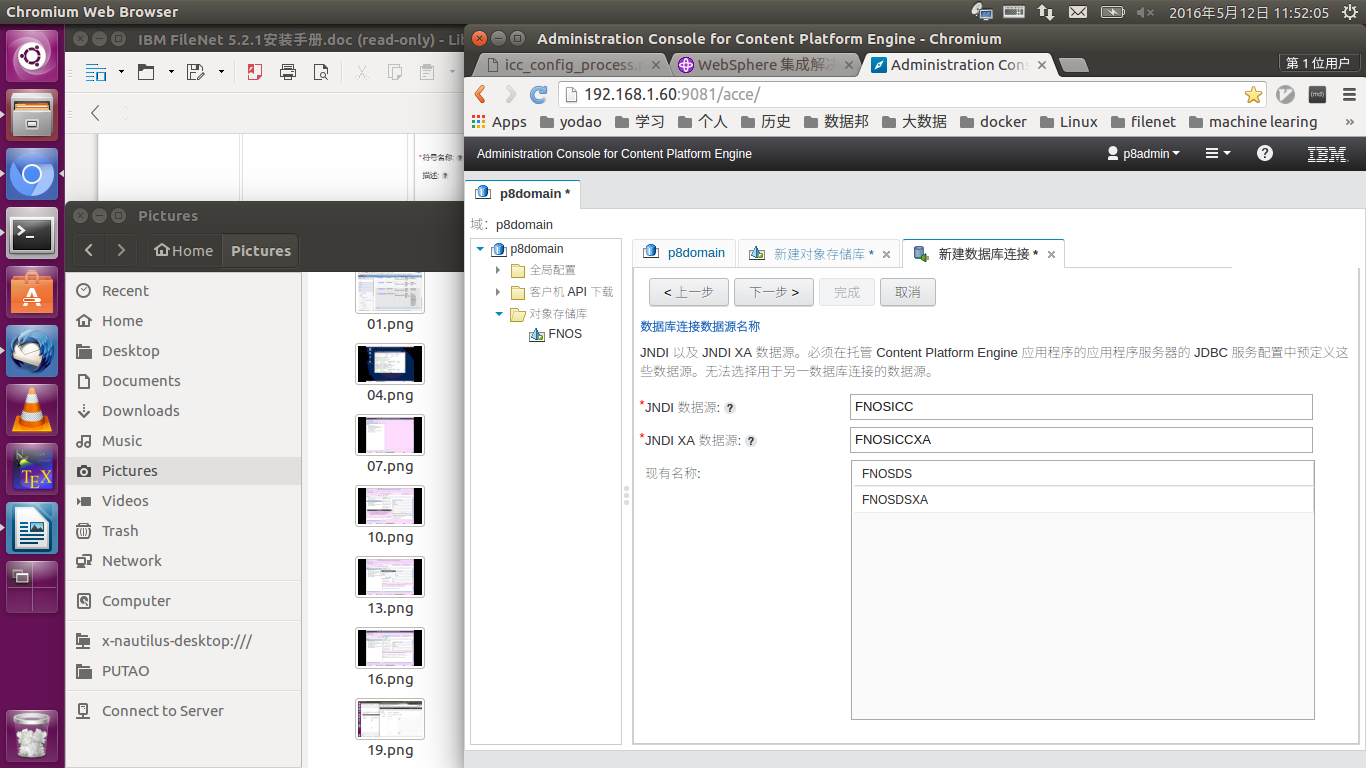 Chromium Web Browser
2016年5月12日 11:52:05
IBM FileNet 5.2.1安装手册.doc (read-only) - Lib
*符号名称: ?
描述: ?
Pictures
Home
Pictures
Recent
Home
Desktop
Documents
Downloads
Music
Pictures
Videos
Trash
Network
Computer
x-nautilus-desktop:///
PUTAO
Connect to Server
01.png
04.png
07.png
10.png
13.png
16.png
19.png
Administration Console for Content Platform Engine - Chromium
icc_config_process.
WebSphere 集成解决
Administration Con
第 1 位用户
192.168.1.60:9081/acce/
Apps
yodao
学习
个人
历史
数据邦
大数据
docker
Linux
filenet
machine learing
»
Administration Console for Content Platform Engine
p8admin
?
IBM
p8domain *
域: p8domain
p8domain
全局配置
客户机 API 下载
对象存储库
FNOS
p8domain
新建对象存储库 *
新建数据库连接 *
< 上一步
下一步 >
完成
取消
数据库连接数据源名称
JNDI 以及 JNDI XA 数据源。必须在托管 Content Platform Engine 应用程序的应用程序服务器的 JDBC 服务配置中预定义这
些数据源。无法选择用于另一数据库连接的数据源。
*JNDI 数据源: ?
FNOSICC
*JNDI XA 数据源: ?
FNOSICCXA
现有名称:
FNOSDS
FNOSDSXA